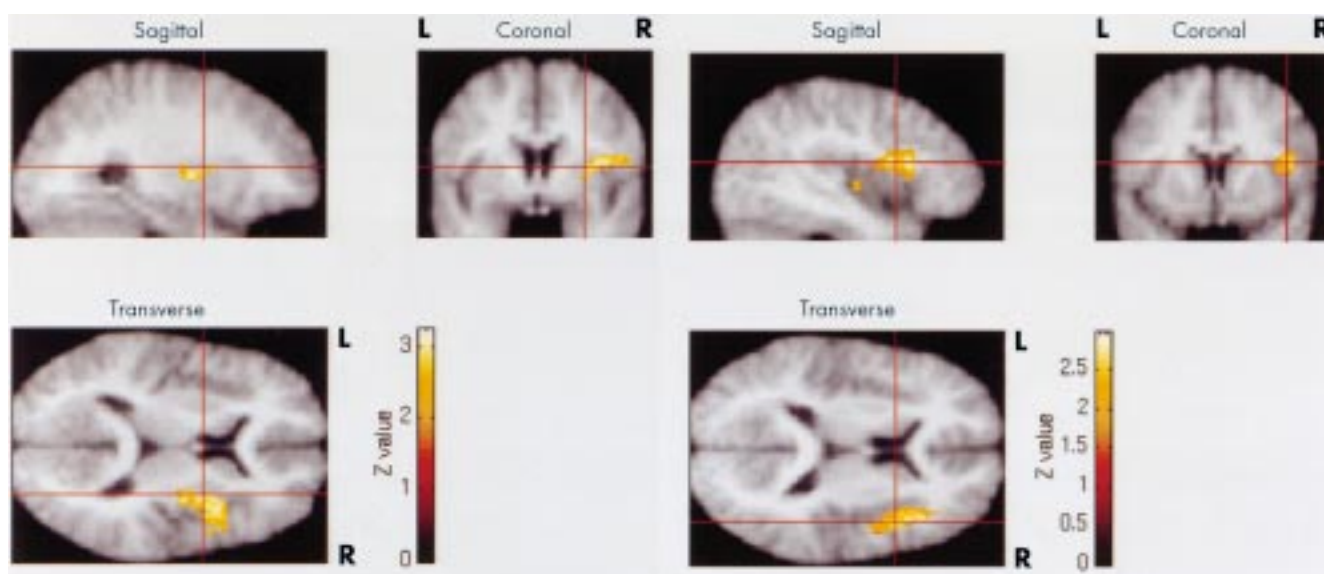 Sagittal
L Coronal R
Sagittal
L Coronal R
Transverse
L
R
Z value
3
2
1
0
Transverse
L
R
Z value
2.5
2
1.5
1
0.5
0